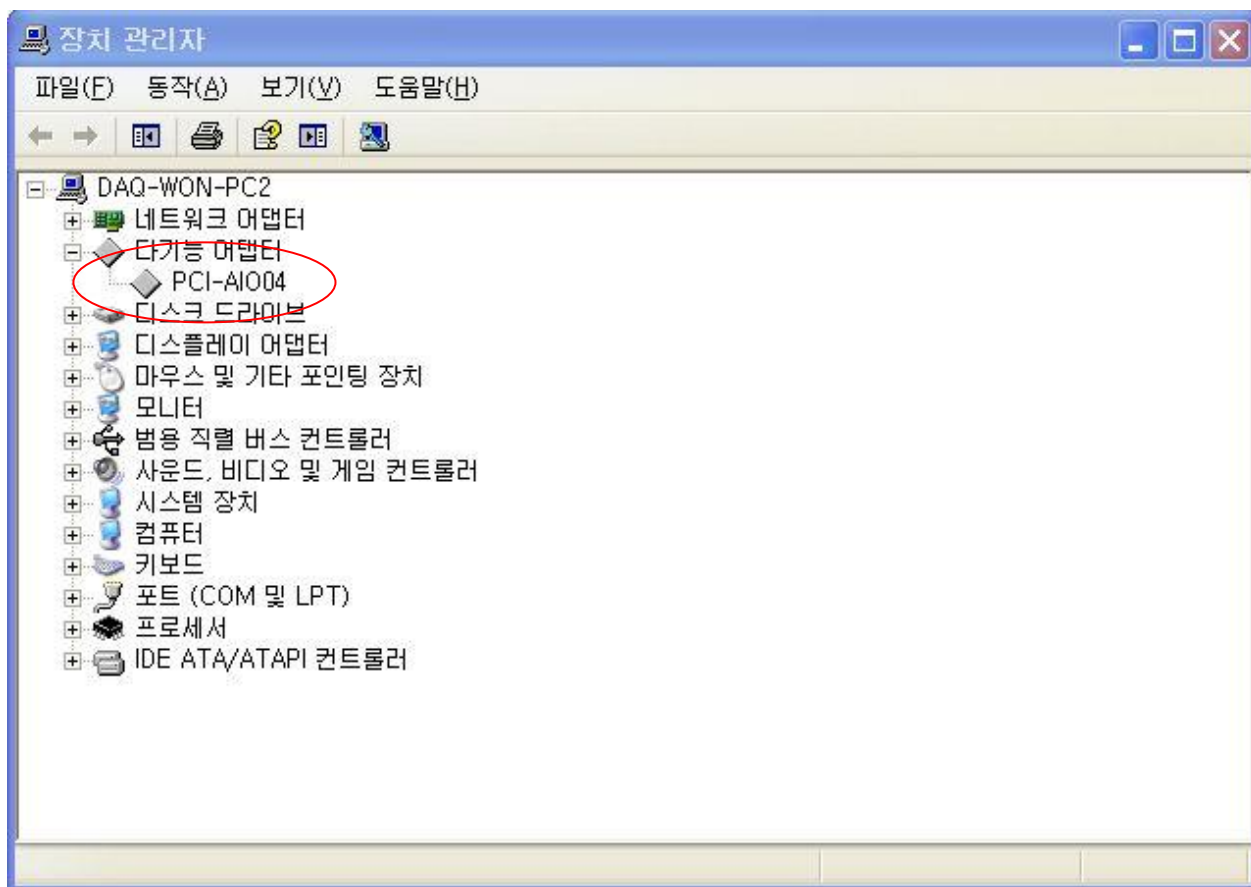 장치 관리자
파일(F) 동작(A) 보기(V) 도움말(H)
DAQ-WON-PC2
네트워크 어댑터
다기능 어댑터
PCI-AIO04
디스크 드라이브
디스플레이 어댑터
마우스 및 기타 포인팅 장치
모니터
범용 직렬 버스 컨트롤러
사운드, 비디오 및 게임 컨트롤러
시스템 장치
컴퓨터
키보드
포트 (COM 및 LPT)
프로세서
IDE ATA/ATAPI 컨트롤러